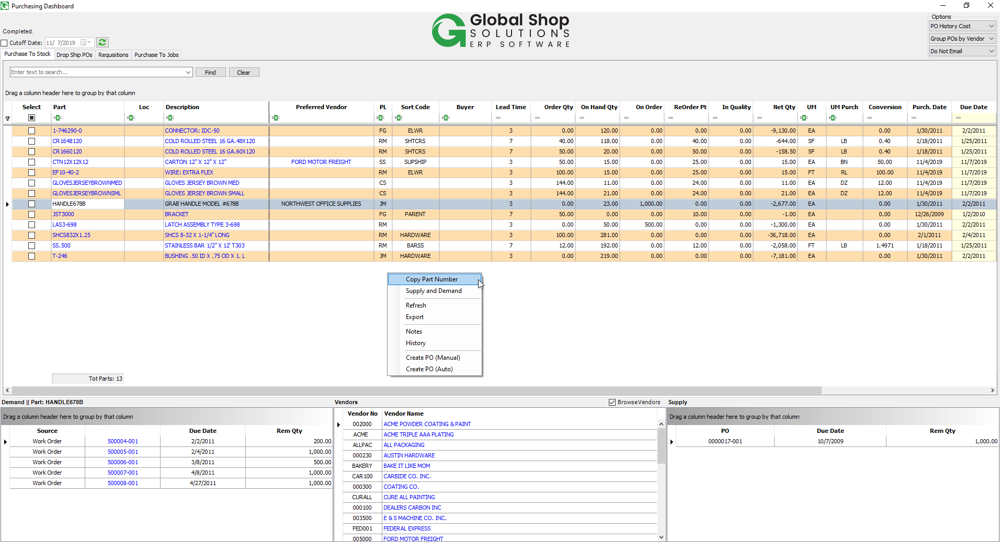 Purchasing Dashboard
Global Shop
SOLUTIONS
ERP SOFTWARE
Options
PO History Cost
Group POs by Vendor
Do Not Email
Completed.
Cutoff Date: 11/ 7/2019
Purchase To Stock Drop Ship POs Requisitions Purchase To Jobs
Enter text to search... Find Clear
Drag a column header here to group by that column
Select Part Loc Description Preferred Vendor PL Sort Code Buyer Lead Time Order Qty On Hand Qty On Order ReOrder Pt In Quality Net Qty UM UM Purch Conversion Purch. Date Due Date
1-746290-0 CONNECTOR: IDC-50 FG ELWR 3 0.00 120.00 0.00 0.00 0.00 -9,130.00 EA 0.00 1/30/2011 2/2/2011
CR1648120 COLD ROLLED STEEL 16 GA.48X120 RM SHTCRS 7 40.00 118.00 0.00 40.00 0.00 -644.00 SF LB 0.40 1/18/2011 1/25/2011
CR1660120 COLD ROLLED STEEL 16 GA.60X120 RM SHTCRS 7 50.00 20.00 0.00 50.00 0.00 -158.50 SF LB 0.40 1/18/2011 1/25/2011
CTN12X12X12 CARTON 12" X 12" X 12" FORD MOTOR FREIGHT SS SUPSHIP 3 50.00 15.00 0.00 25.00 0.00 15.00 EA BN 50.00 11/4/2019 11/7/2019
EF10-40-2 WIRE: EXTRA FLEX RM ELWR 3 100.00 15.00 0.00 25.00 0.00 15.00 FT RL 100.00 11/4/2019 11/7/2019
GLOVESJERSEYBROWNMED GLOVES JERSEY BROWN MED CS 3 144.00 11.00 0.00 24.00 0.00 11.00 EA DZ 12.00 11/4/2019 11/7/2019
GLOVESJERSEYBROWNSML GLOVES JERSEY BROWN SMALL CS 3 144.00 21.00 0.00 24.00 0.00 21.00 EA DZ 12.00 11/4/2019 11/7/2019
HANDLE678B GRAB HANDLE MODEL #678B NORTHWEST OFFICE SUPPLIES JM 3 0.00 23.00 1,000.00 0.00 0.00 -2,677.00 EA 0.00 1/30/2011 2/2/2011
JST3000 BRACKET FG PARENT 7 50.00 0.00 0.00 10.00 0.00 -1.00 EA 0.00 12/26/2009 1/2/2010
LAS3-698 LATCH ASSEMBLY TYPE 3-698 RM 3 0.00 50.00 500.00 0.00 0.00 -1,300.00 EA 0.00 1/30/2011 2/2/2011
SHCS832X1.25 SHCS 8-32 X 1-1/4" LONG RM HARDWARE 3 100.00 281.00 0.00 0.00 0.00 -36,718.00 EA 0.00 2/1/2011 2/4/2011
SS.500 STAINLESS BAR 1/2" X 12' T303 RM BARSS 7 12.00 192.00 0.00 12.00 0.00 -2,058.00 FT LB 1.4971 1/18/2011 1/25/2011
T-246 BUSHING .50 ID X .75 OD X 1. L JM HARDWARE 3 0.00 219.00 0.00 0.00 0.00 -7,181.00 EA 0.00 1/30/2011 2/2/2011
Copy Part Number
Supply and Demand
Refresh
Export
Notes
History
Create PO (Manual)
Create PO (Auto)
Tot Parts: 13
Demand || Part: HANDLE678B
Drag a column header here to group by that column
Source Due Date Rem Qty
Work Order 500004-001 2/2/2011 200.00
Work Order 500005-001 2/4/2011 1,000.00
Work Order 500006-001 3/8/2011 500.00
Work Order 500007-001 4/8/2011 1,000.00
Work Order 500008-001 4/27/2011 1,000.00
Vendors BrowseVendors
Vendor No Vendor Name
002000 ACME POWDER COATING & PAINT
ACME ACME TRIPLE AAA PLATING
ALLPAC ALL PACKAGING
000230 AUSTIN HARDWARE
BAKERY BAKE IT LIKE MOM
CAR100 CARBIDE CO. INC.
000300 COATING CO.
CURALL CURE ALL PAINTING
000100 DEALERS CARBON INC
003500 E & S MACHINE CO. INC.
FED001 FEDERAL EXPRESS
005000 FORD MOTOR FREIGHT
Supply
Drag a column header here to group by that column
PO Due Date Rem Qty
0000017-001 10/7/2009 1,000.00